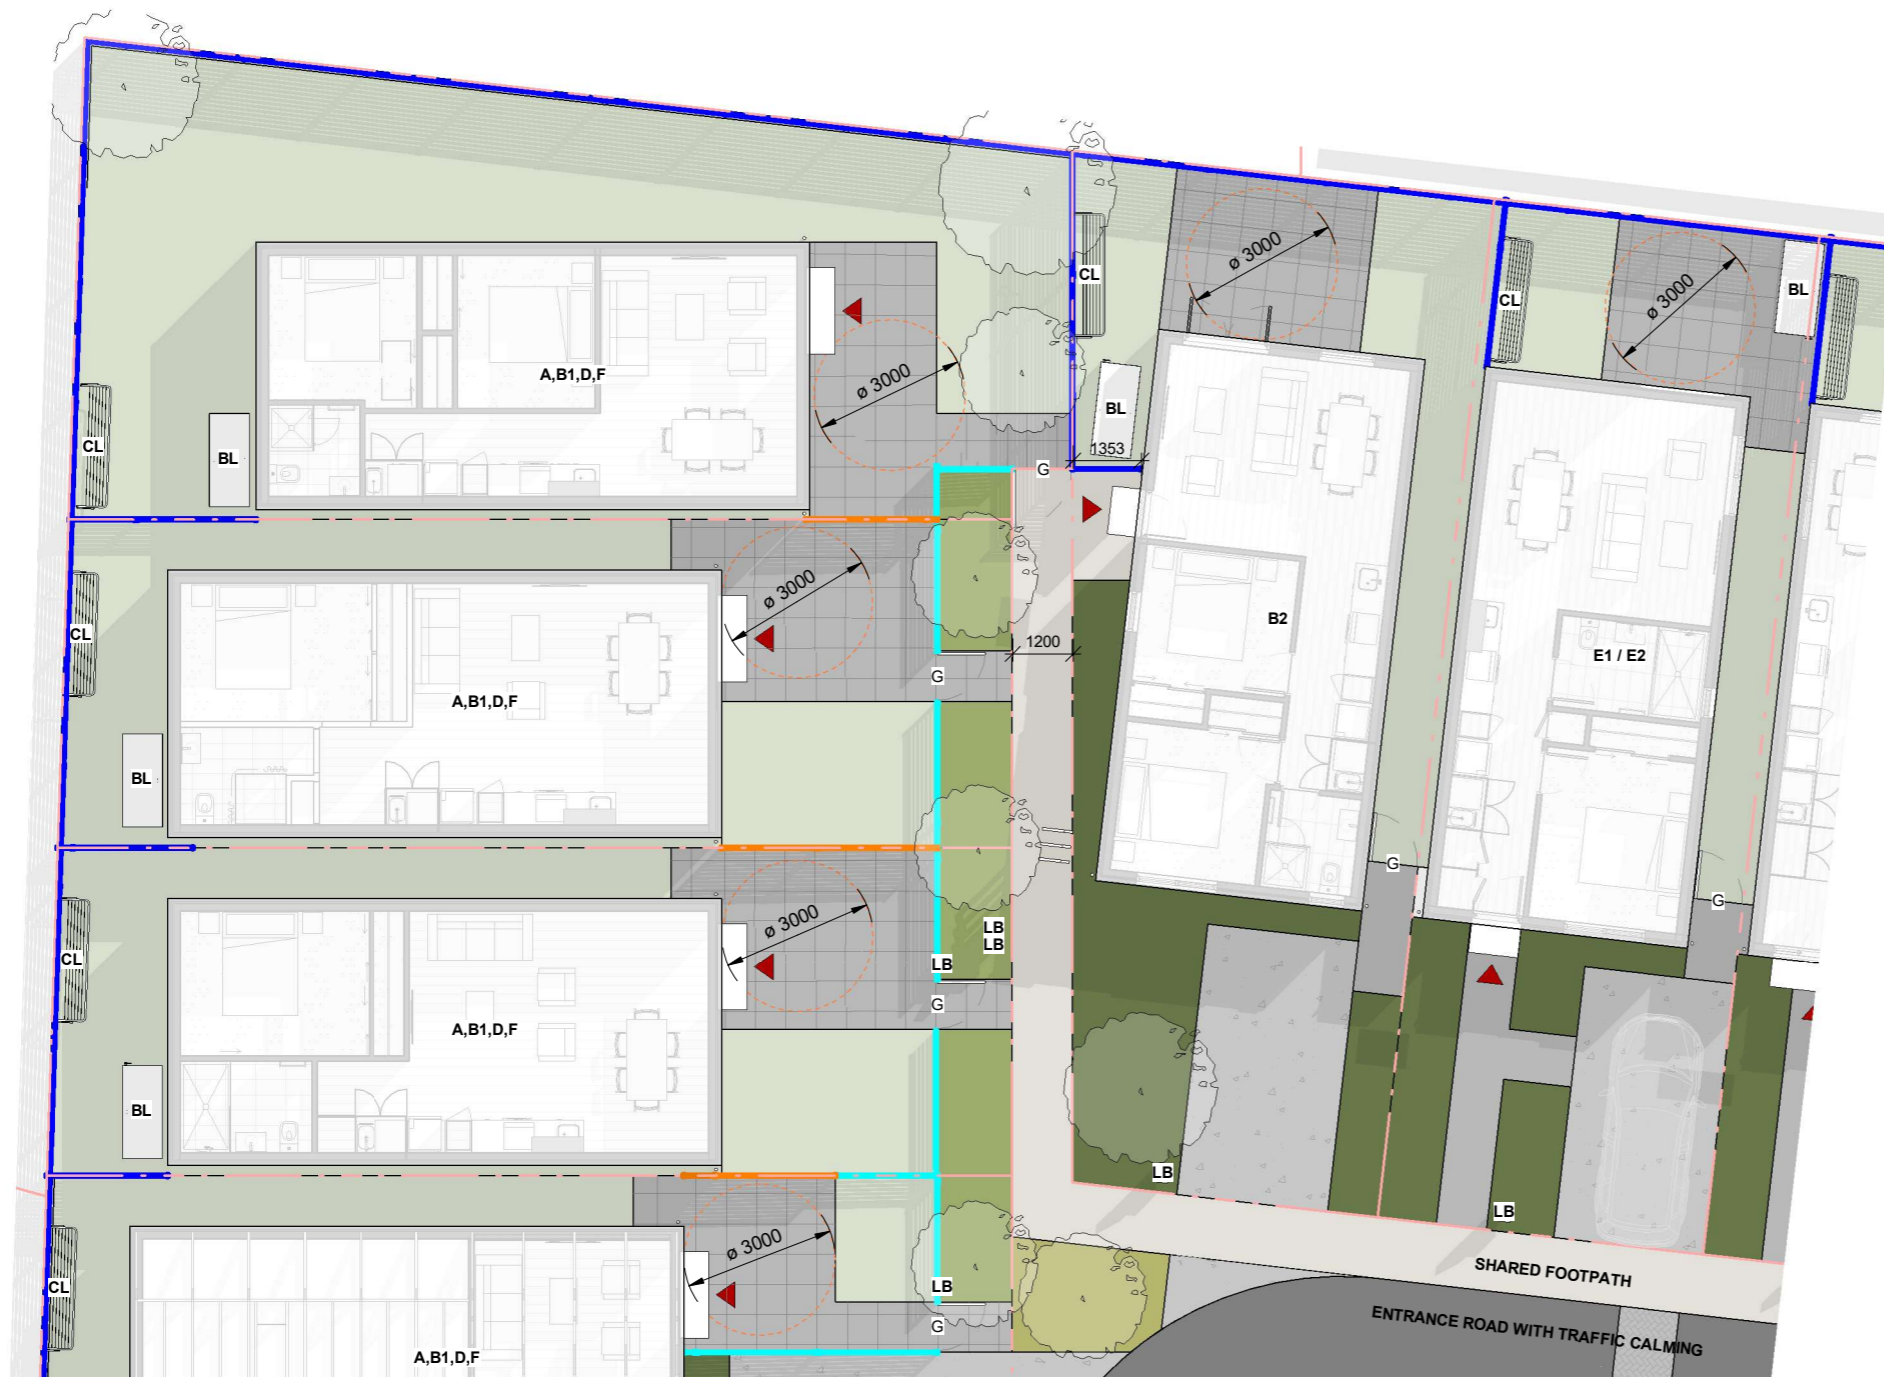 ø 3000
ø 3000
CL
CL
BL
A,B1,D,F
ø 3000
BL
1353
CL
BL
G
ø 3000
CL
1200
B2
E1 / E2
G
A,B1,D,F
BL
G
G
LB
LB
LB
CL
ø 3000
G
A,B1,D,F
BL
LB
LB
ø 3000
CL
LB
G
A,B1,D,F
SHARED FOOTPATH
ENTRANCE ROAD WITH TRAFFIC CALMING